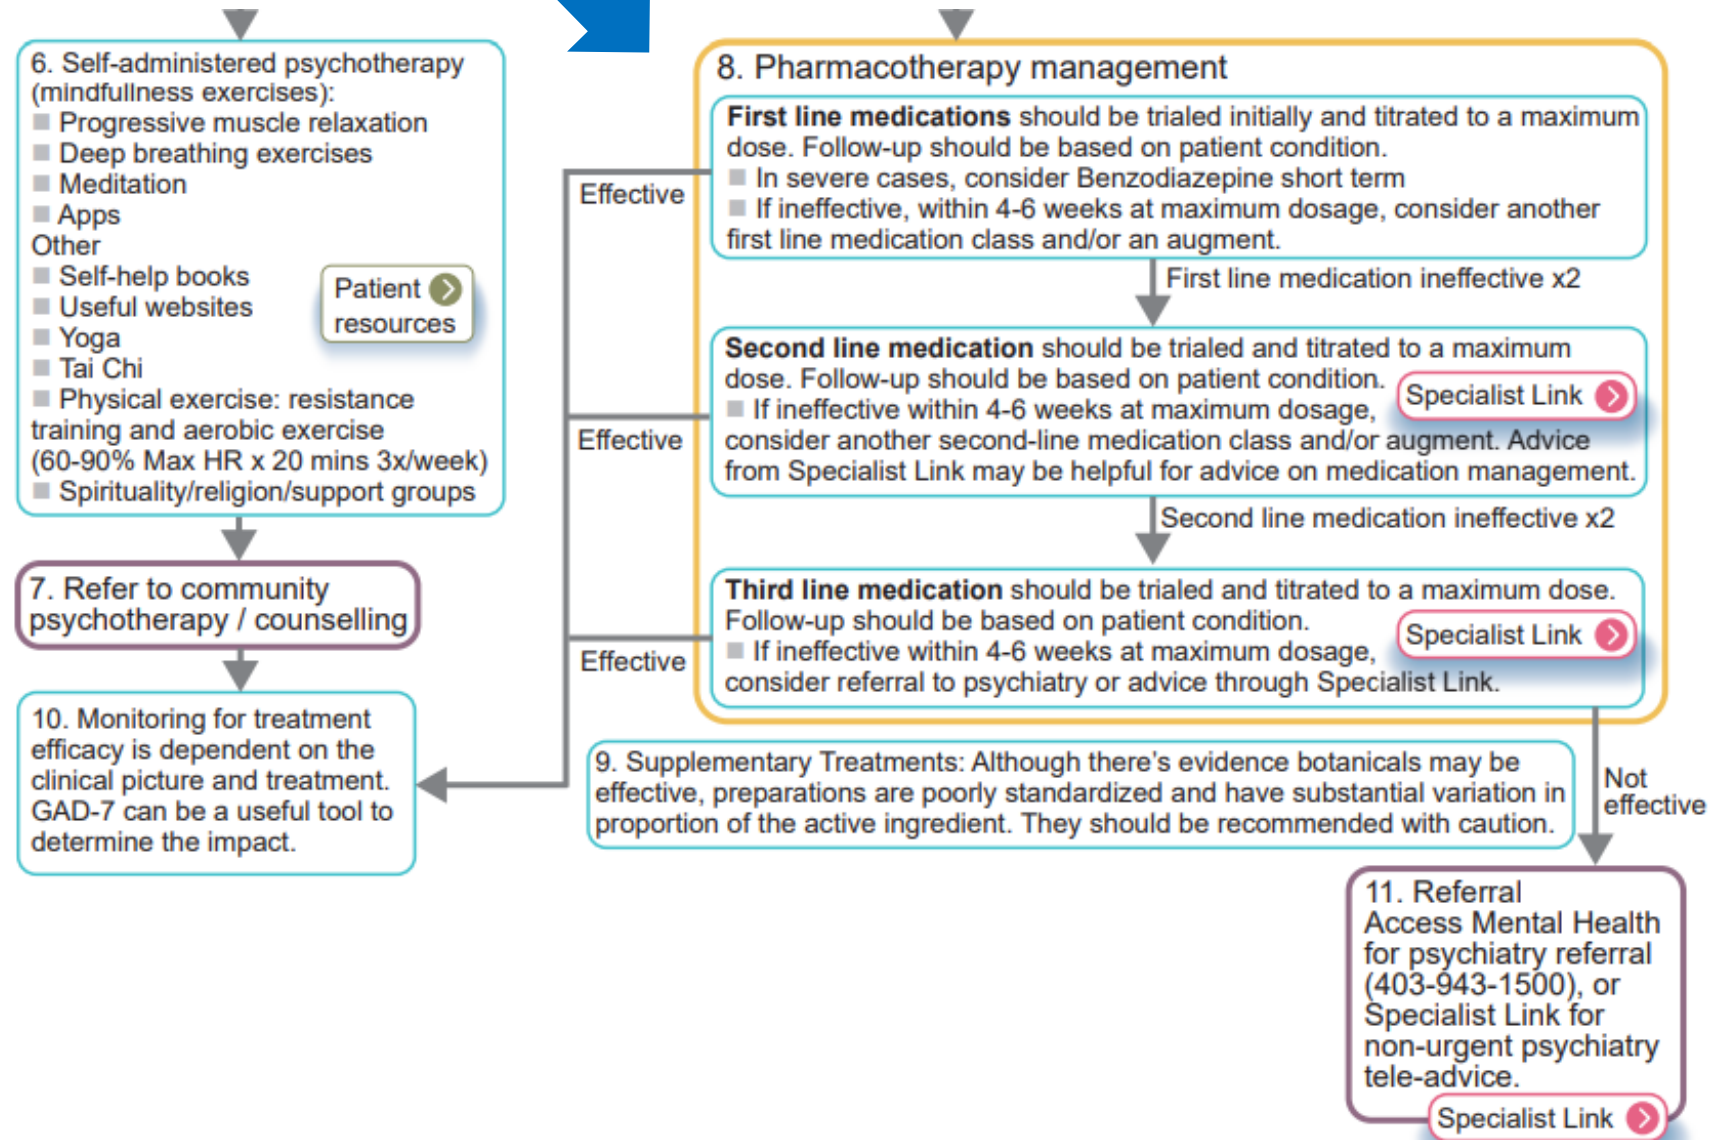 6. Self-administered psychotherapy
(mindfullness exercises):
Progressive muscle relaxation
Deep breathing exercises
Meditation
Apps
Other
Self-help books
Useful websites
Yoga
Tai Chi
Physical exercise: resistance
training and aerobic exercise
(60-90% Max HR x 20 mins 3x/week)
Spirituality/religion/support groups
Patient
resources
7. Refer to community
psychotherapy / counselling
10. Monitoring for treatment
efficacy is dependent on the
clinical picture and treatment.
GAD-7 can be a useful tool to
determine the impact.
8. Pharmacotherapy management
First line medications should be trialed initially and titrated to a maximum
dose. Follow-up should be based on patient condition.
In severe cases, consider Benzodiazepine short term
If ineffective, within 4-6 weeks at maximum dosage, consider another
first line medication class and/or an augment.
Effective
First line medication ineffective x2
Second line medication should be trialed and titrated to a maximum
dose. Follow-up should be based on patient condition.
If ineffective within 4-6 weeks at maximum dosage,
consider another second-line medication class and/or augment. Advice
from Specialist Link may be helpful for advice on medication management.
Specialist Link
Effective
Second line medication ineffective x2
Third line medication should be trialed and titrated to a maximum dose.
Follow-up should be based on patient condition.
If ineffective within 4-6 weeks at maximum dosage,
consider referral to psychiatry or advice through Specialist Link.
Specialist Link
Effective
9. Supplementary Treatments: Although there's evidence botanicals may be
effective, preparations are poorly standardized and have substantial variation in
proportion of the active ingredient. They should be recommended with caution.
Not
effective
11. Referral
Access Mental Health
for psychiatry referral
(403-943-1500), or
Specialist Link for
non-urgent psychiatry
tele-advice.
Specialist Link